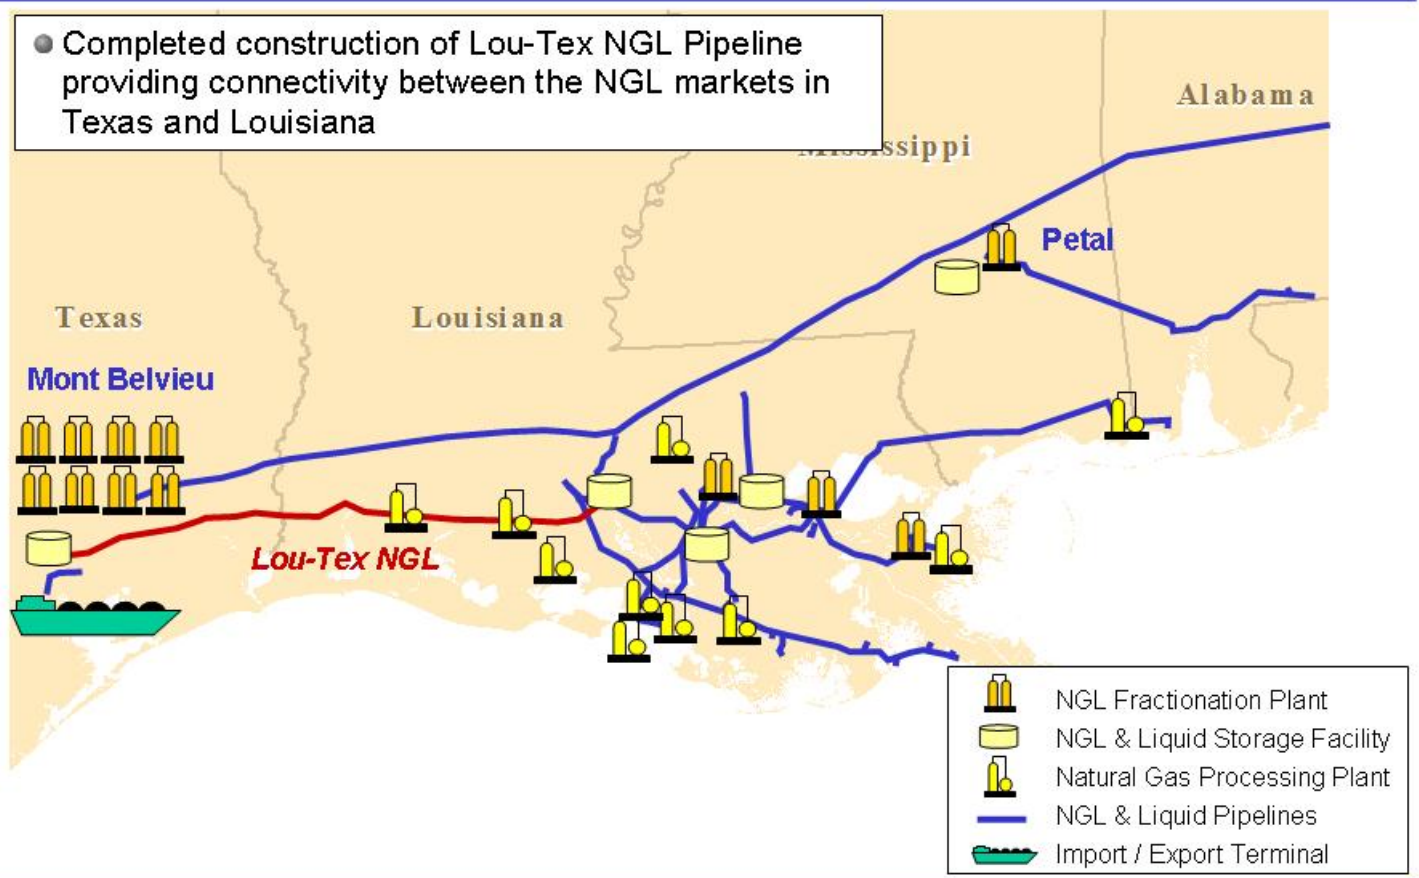 Completed construction of Lou-Tex NGL Pipeline
providing connectivity between the NGL markets in
Texas and Louisiana
Alabama
Mississippi
Petal
Texas
Louisiana
Mont Belvieu
Lou-Tex NGL
NGL Fractionation Plant
NGL & Liquid Storage Facility
Natural Gas Processing Plant
NGL & Liquid Pipelines
Import / Export Terminal